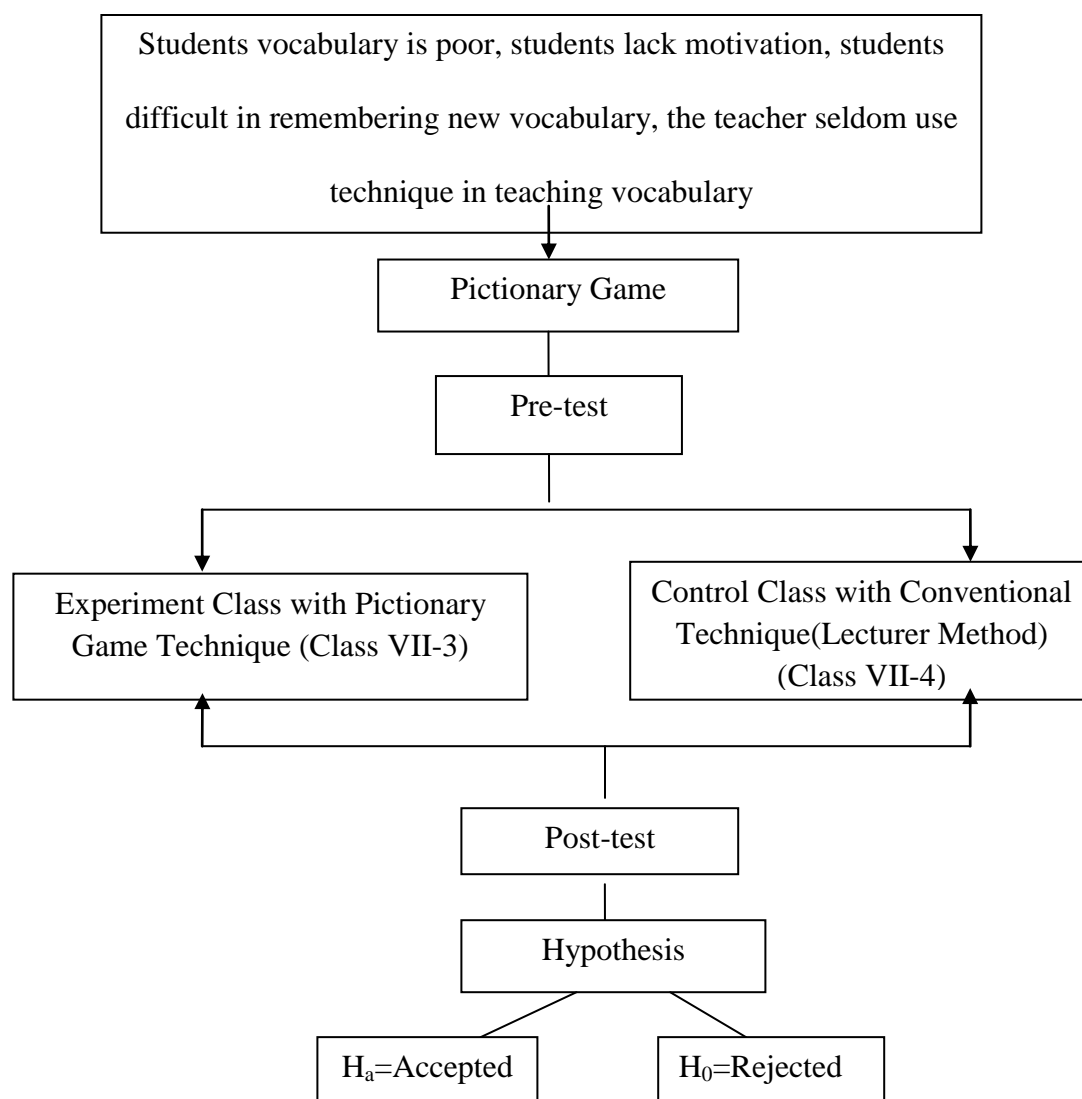 Students vocabulary is poor, students lack motivation, students
difficult in remembering new vocabulary, the teacher seldom use
technique in teaching vocabulary
Pictionary Game
Pre-test
Experiment Class with Pictionary
Game Technique (Class VII-3)
Control Class with Conventional
Technique(Lecturer Method)
(Class VII-4)
Post-test
Hypothesis
Hₐ=Accepted
H₀=Rejected